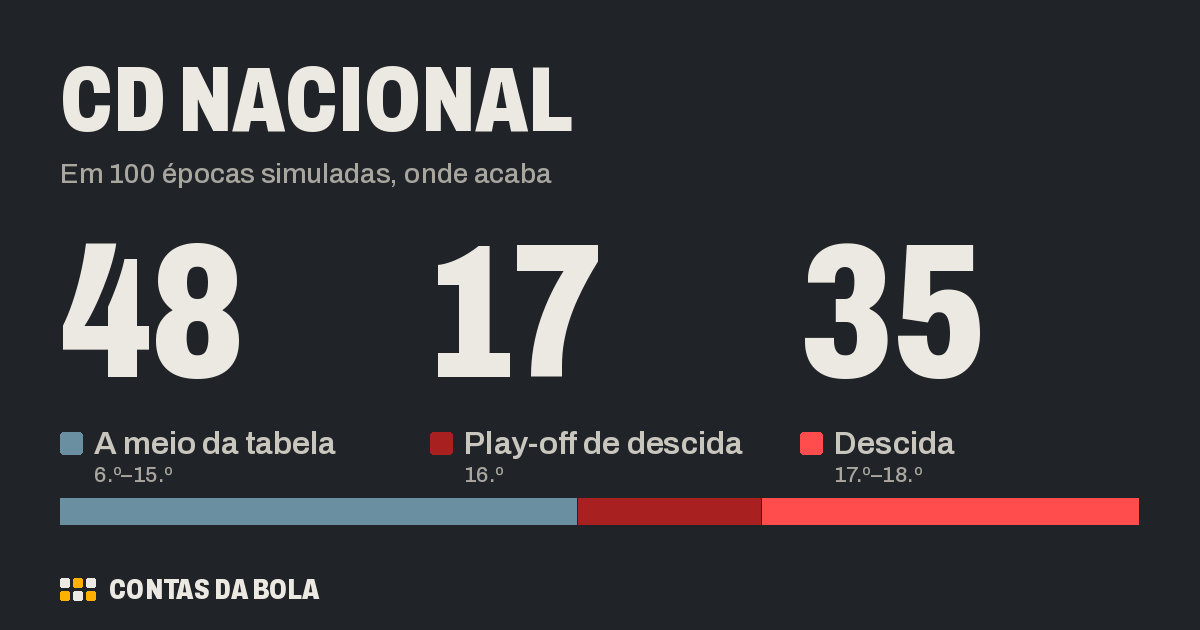 CD NACIONAL
Em 100 épocas simuladas, onde acaba
48 17 35
A meio da tabela Play-off de descida Descida
6.º–15.º 16.º 17.º–18.º
CONTAS DA BOLA